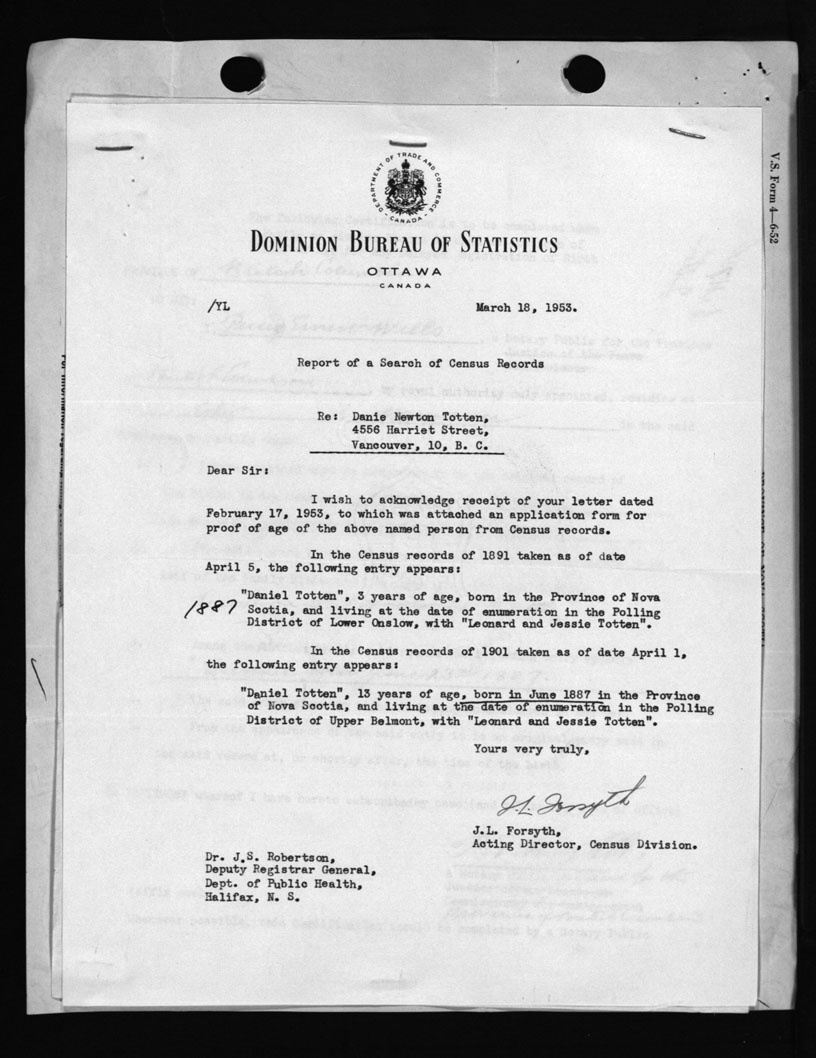 V.S. Form 4—6-52
DEPARTMENT OF TRADE AND COMMERCE
- CANADA -
DOMINION BUREAU OF STATISTICS
OTTAWA
CANADA
/YL March 18, 1953.
Report of a Search of Census Records
Re: Danie Newton Totten,
4556 Harriet Street,
Vancouver, 10, B. C.
Dear Sir:
I wish to acknowledge receipt of your letter dated
February 17, 1953, to which was attached an application form for
proof of age of the above named person from Census records.
In the Census records of 1891 taken as of date
April 5, the following entry appears:
"Daniel Totten", 3 years of age, born in the Province of Nova
1887 Scotia, and living at the date of enumeration in the Polling
District of Lower Onslow, with "Leonard and Jessie Totten".
In the Census records of 1901 taken as of date April 1,
the following entry appears:
"Daniel Totten", 13 years of age, born in June 1887 in the Province
of Nova Scotia, and living at the date of enumeration in the Polling
District of Upper Belmont, with "Leonard and Jessie Totten".
Yours very truly,
J.L. Forsyth
J.L. Forsyth,
Acting Director, Census Division.
Dr. J.S. Robertson,
Deputy Registrar General,
Dept. of Public Health,
Halifax, N. S.